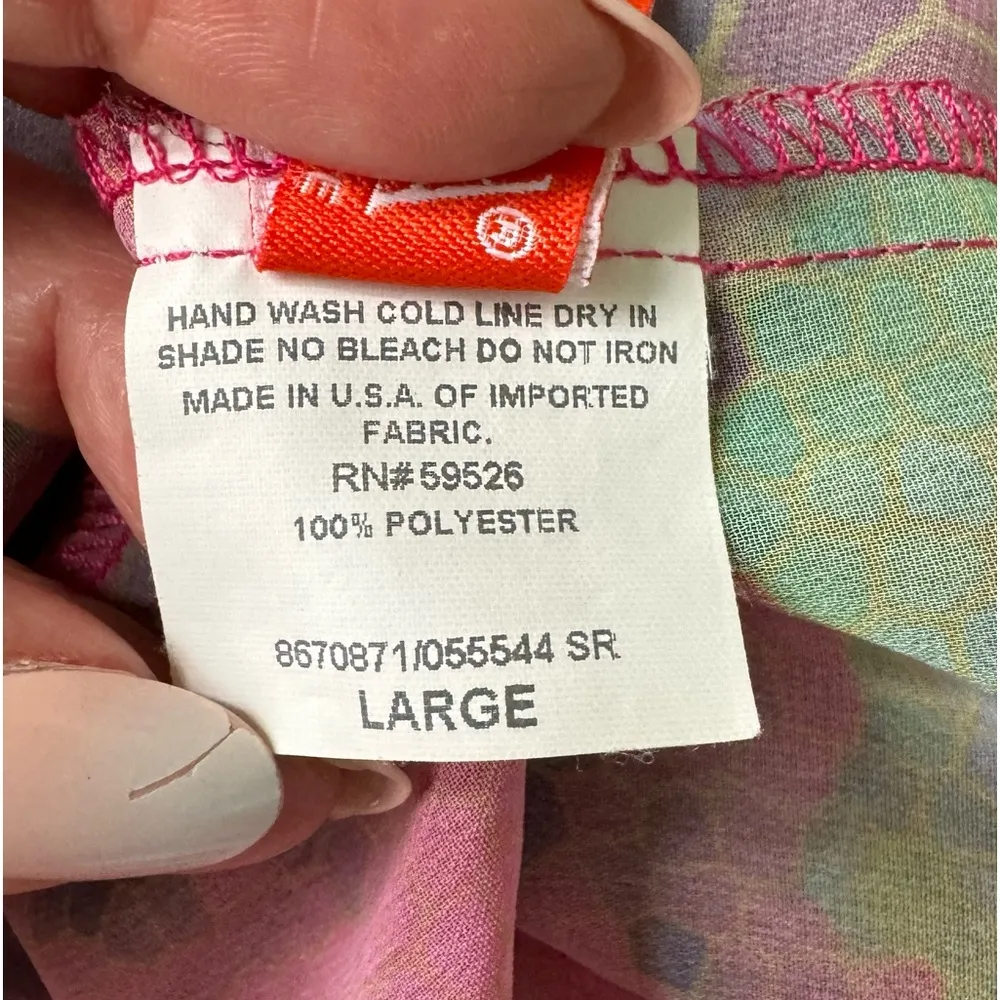 ®
HAND WASH COLD LINE DRY IN
SHADE NO BLEACH DO NOT IRON
MADE IN U.S.A. OF IMPORTED
FABRIC.
RN#59526
100% POLYESTER
8670871/055544 SR
LARGE